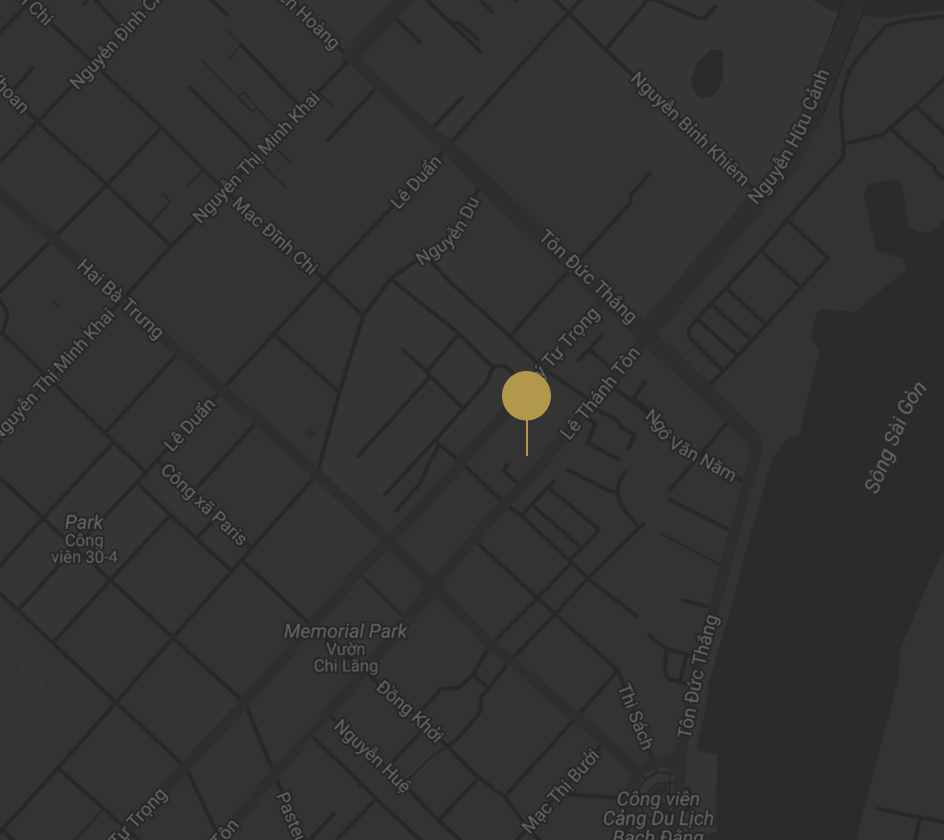 Chi
Nguyễn Đình C
n Hoàng
hoan
Nguyễn Bỉnh Khiêm
Nguyễn Hữu Cảnh
Nguyễn Thị Minh Khai
Lê Duẩn
Mạc Đĩnh Chi
Nguyễn Du
Tôn Đức Thắng
Hai Bà Trưng
Nguyễn Thị Minh Khai
Tự Trọng
Lê Thánh Tôn
Lê Duẩn
Ngô Văn Năm
Sông Sài Gòn
Công xã Paris
Park
Công
viên 30-4
Memorial Park
Vườn
Chi Lăng
Tôn Đức Thắng
Đồng Khởi
Thi Sách
Nguyễn Huệ
Mạc Thị Bưởi
Tự Trọng
Tôn
Pasteu
Công viên
Cảng Du Lịch
Bạch Đằng